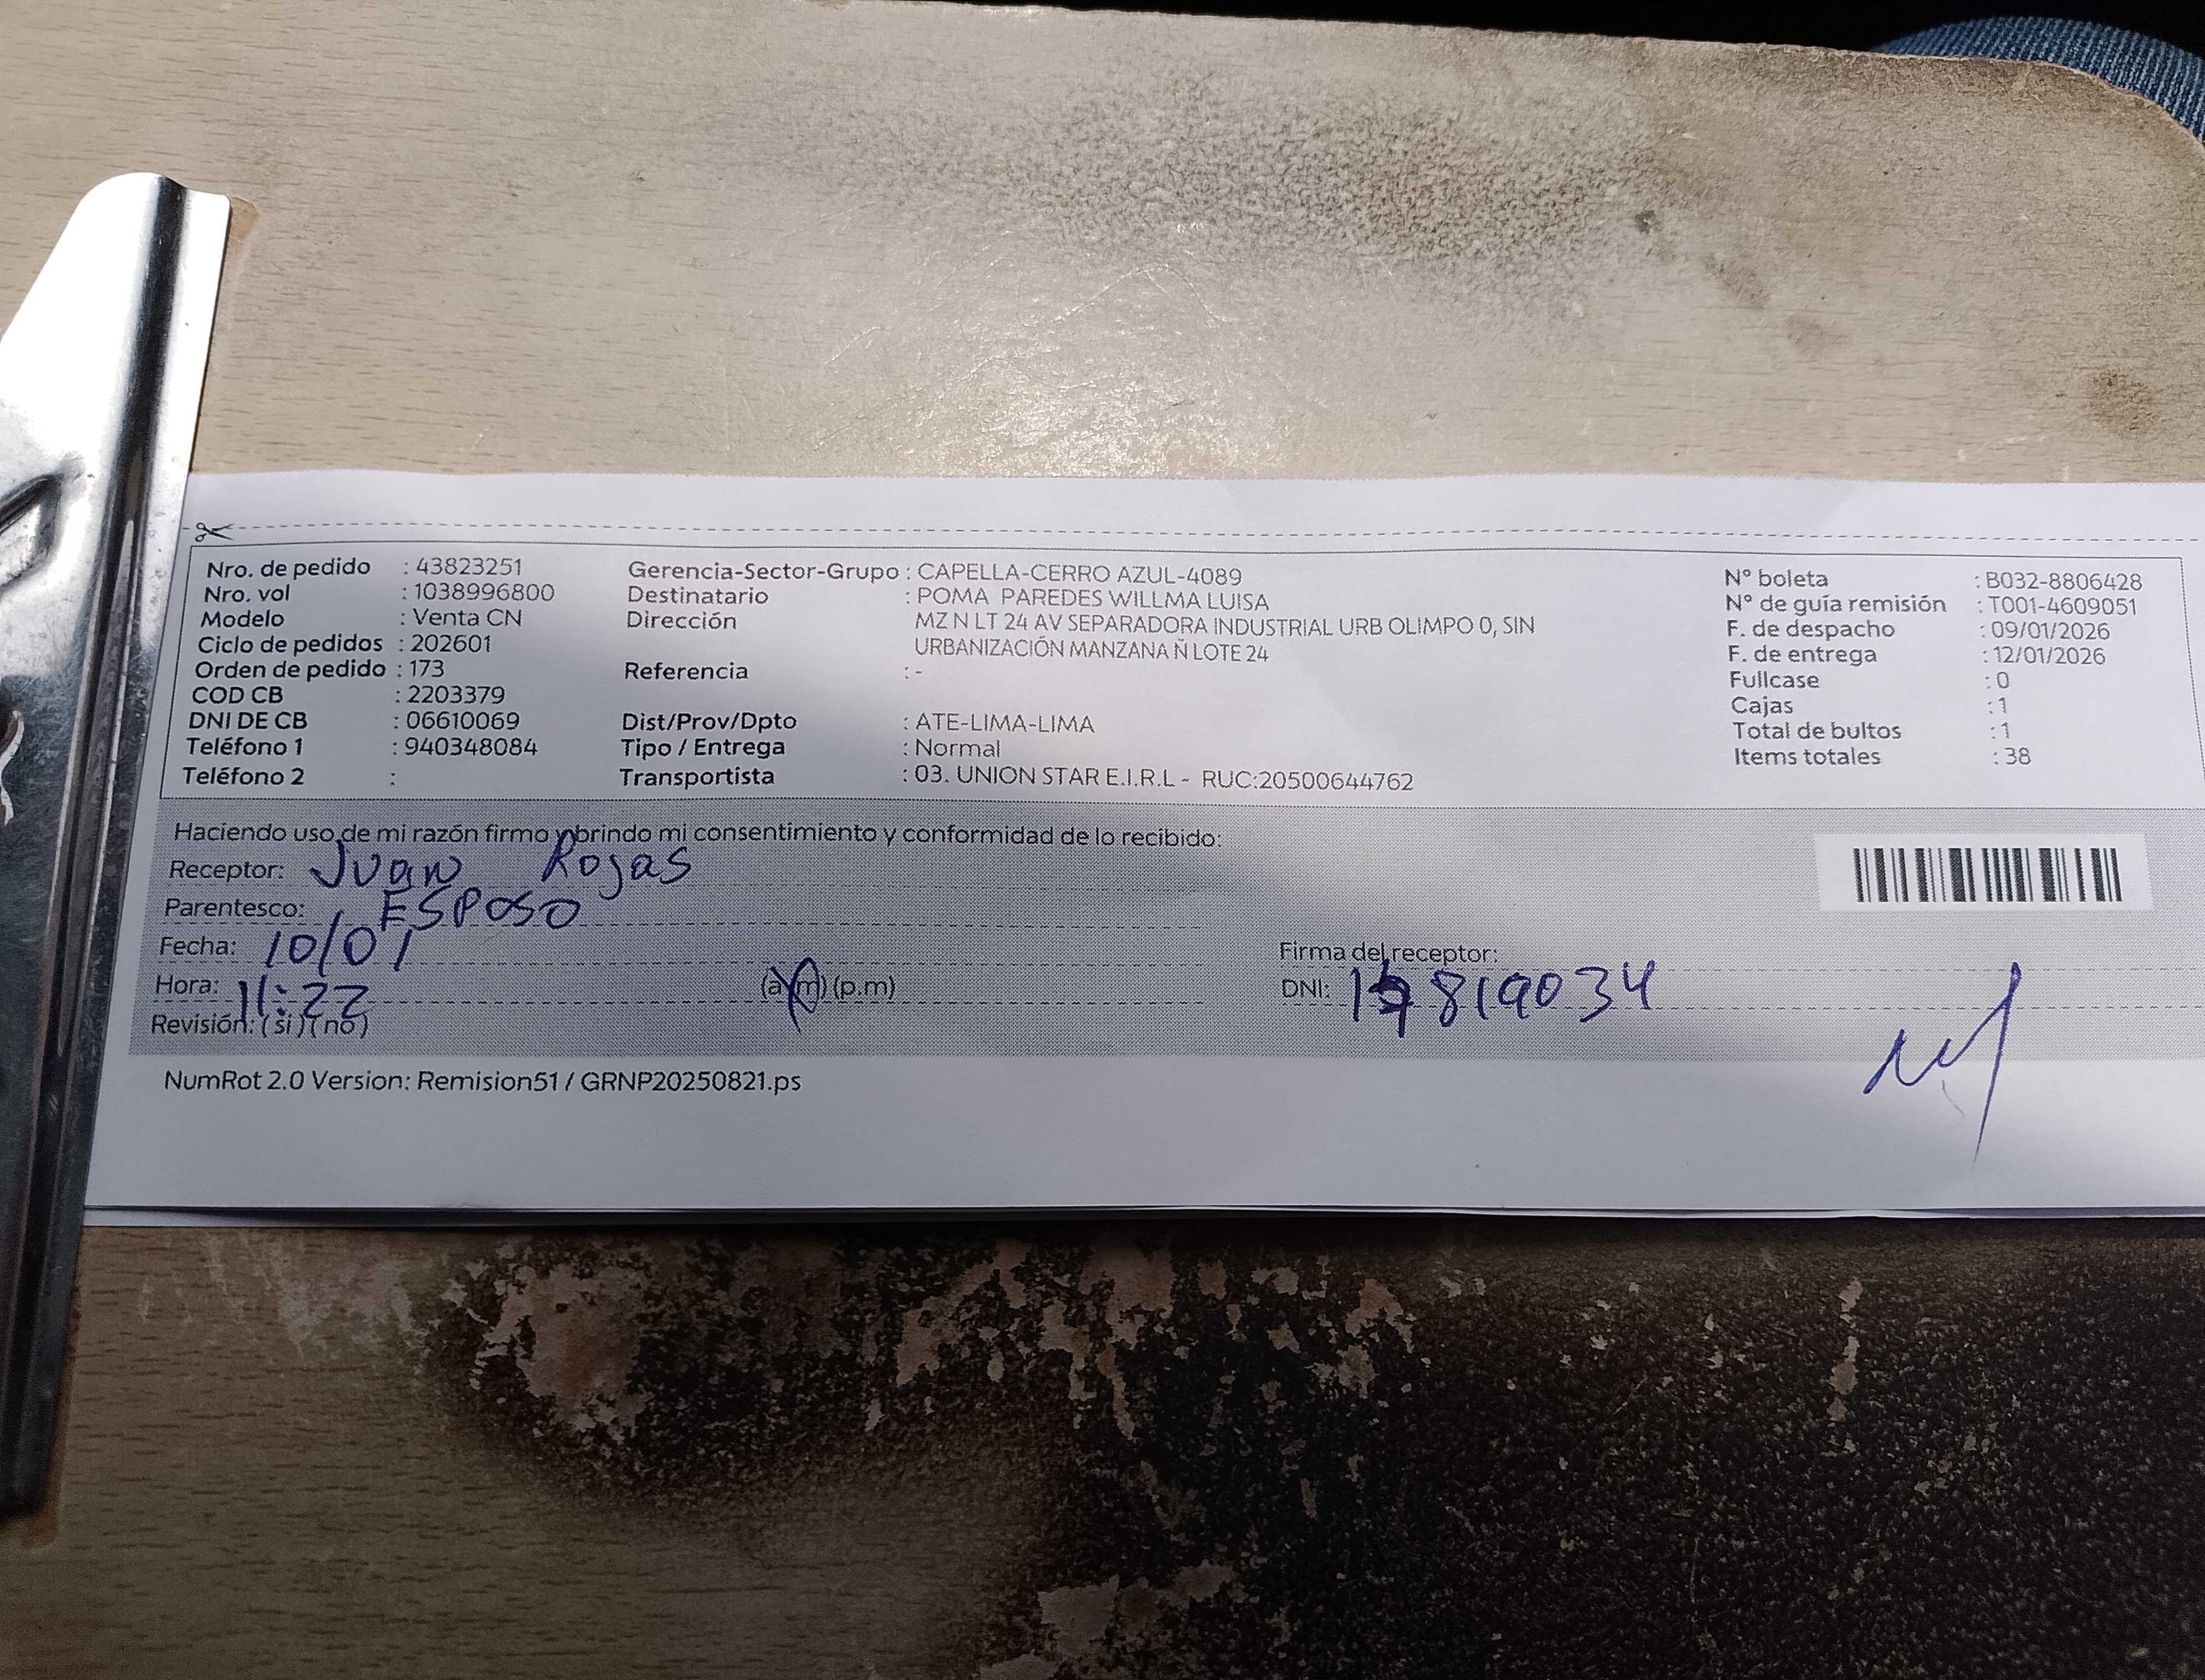 Nro. de pedido : 43823251
Nro. vol : 1038996800
Modelo : Venta CN
Ciclo de pedidos : 202601
Orden de pedido : 173
COD CB : 2203379
DNI DE CB : 06610069
Teléfono 1 : 940348084
Teléfono 2 :
Gerencia-Sector-Grupo : CAPELLA-CERRO AZUL-4089
Destinatario : POMA PAREDES WILLMA LUISA
Dirección MZ N LT 24 AV SEPARADORA INDUSTRIAL URB OLIMPO 0, SIN
URBANIZACIÓN MANZANA Ñ LOTE 24
Referencia : -
Dist/Prov/Dpto : ATE-LIMA-LIMA
Tipo / Entrega : Normal
Transportista : 03. UNION STAR E.I.R.L - RUC:20500644762
N° boleta : B032-8806428
N° de guía remisión : T001-4609051
F. de despacho : 09/01/2026
F. de entrega : 12/01/2026
Fullcase : 0
Cajas : 1
Total de bultos : 1
Items totales : 38
Haciendo uso de mi razón firmo y brindo mi consentimiento y conformidad de lo recibido:
Receptor: Juan Rojas
Parentesco: ESPOSO
Fecha: 10/01
Hora: 11:22 (a.m) (p.m)
Revisión: (si) (no)
Firma del receptor:
DNI:
NumRot 2.0 Version: Remision51 / GRNP20250821.ps